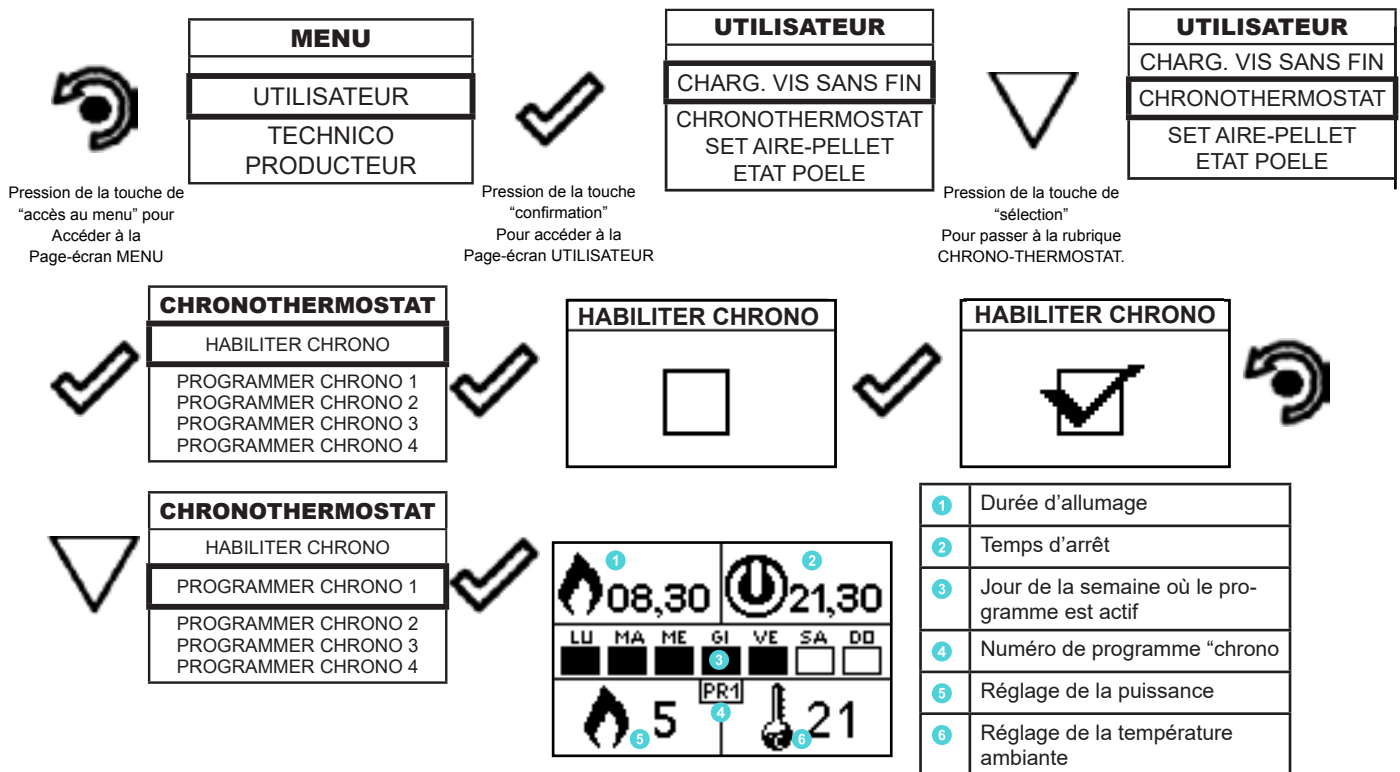 MENU
UTILISATEUR
TECHNICO
PRODUCTEUR
Pression de la touche de
“accès au menu” pour
Accéder à la
Page-écran MENU
UTILISATEUR
CHARG. VIS SANS FIN
CHRONOTHERMOSTAT
SET AIRE-PELLET
ETAT POELE
Pression de la touche
“confirmation”
Pour accéder à la
Page-écran UTILISATEUR
UTILISATEUR
CHARG. VIS SANS FIN
CHRONOTHERMOSTAT
SET AIRE-PELLET
ETAT POELE
Pression de la touche de
“sélection”
Pour passer à la rubrique
CHRONO-THERMOSTAT.
CHRONOTHERMOSTAT
HABILITER CHRONO
PROGRAMMER CHRONO 1
PROGRAMMER CHRONO 2
PROGRAMMER CHRONO 3
PROGRAMMER CHRONO 4
HABILITER CHRONO
HABILITER CHRONO
CHRONOTHERMOSTAT
HABILITER CHRONO
PROGRAMMER CHRONO 1
PROGRAMMER CHRONO 2
PROGRAMMER CHRONO 3
PROGRAMMER CHRONO 4
1 2
08,30 21,30
LU MA ME GI VE SA DO
3
PR1
4
5 21
5 6
1 Durée d’allumage
2 Temps d’arrêt
3 Jour de la semaine où le pro-
gramme est actif
4 Numéro de programme “chrono
5 Réglage de la puissance
6 Réglage de la température
ambiante